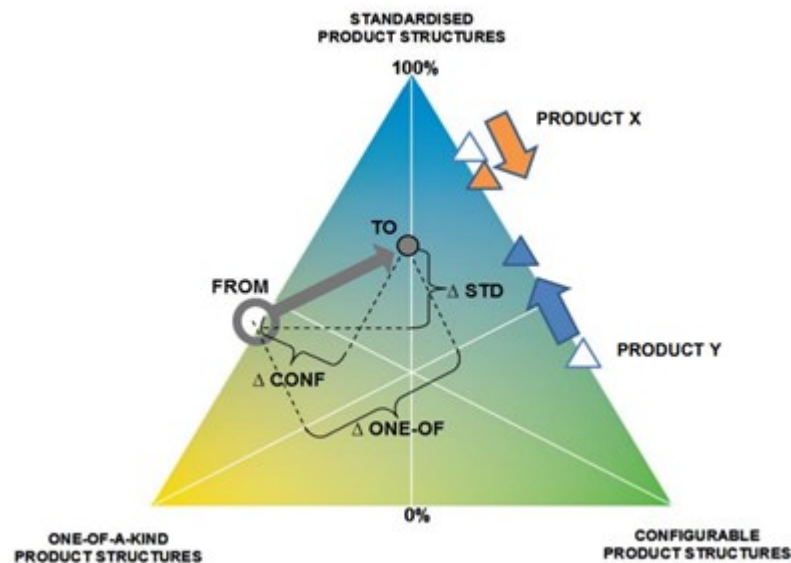 STANDARDISED
PRODUCT STRUCTURES
100%
PRODUCT X
TO
FROM
Δ STD
PRODUCT Y
Δ CONF
Δ ONE-OF
0%
ONE-OF-A-KIND
PRODUCT STRUCTURES
CONFIGURABLE
PRODUCT STRUCTURES